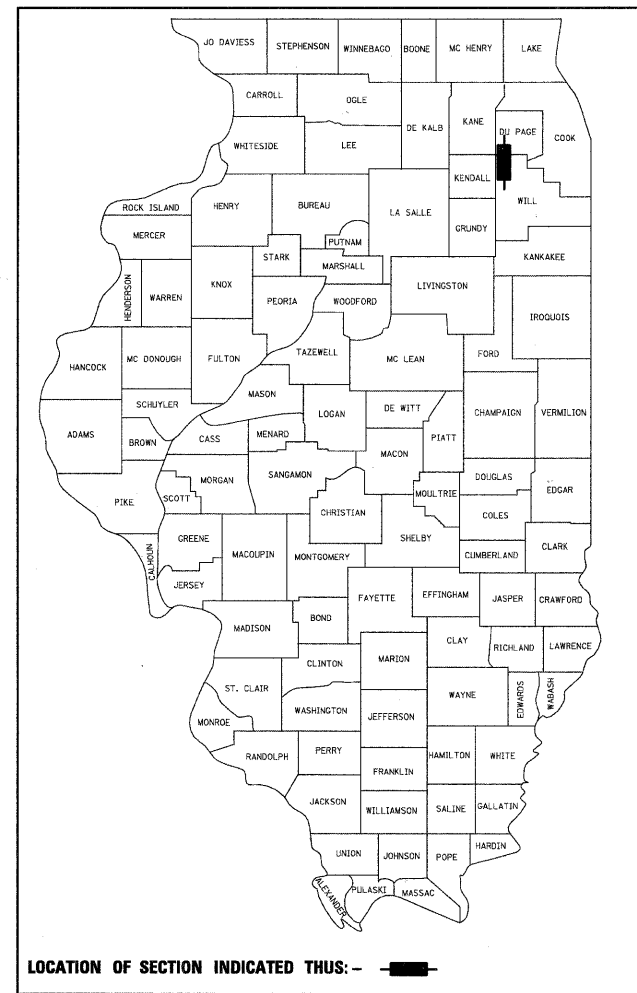 JO DAVIESS STEPHENSON WINNEBAGO BOONE MC HENRY LAKE
CARROLL OGLE DE KALB KANE DU PAGE COOK
WHITESIDE LEE
KENDALL WILL
ROCK ISLAND HENRY BUREAU LA SALLE GRUNDY
MERCER PUTNAM
STARK MARSHALL KANKAKEE
HENDERSON WARREN KNOX PEORIA WOODFORD LIVINGSTON IROQUOIS
HANCOCK MC DONOUGH FULTON TAZEWELL MC LEAN FORD
MASON
SCHUYLER LOGAN DE WITT CHAMPAIGN VERMILION
ADAMS BROWN CASS MENARD PIATT
MACON
PIKE SCOTT MORGAN SANGAMON MOULTRIE DOUGLAS EDGAR
CHRISTIAN COLES
GREENE MACOUPIN MONTGOMERY SHELBY CUMBERLAND CLARK
CALHOUN JERSEY
FAYETTE EFFINGHAM JASPER CRAWFORD
MADISON BOND
CLAY RICHLAND LAWRENCE
CLINTON MARION
ST. CLAIR WAYNE EDWARDS WABASH
WASHINGTON JEFFERSON
MONROE
RANDOLPH PERRY HAMILTON WHITE
FRANKLIN
JACKSON WILLIAMSON SALINE GALLATIN
UNION JOHNSON POPE HARDIN
ALEXANDER PULASKI MASSAC
LOCATION OF SECTION INDICATED THUS:-